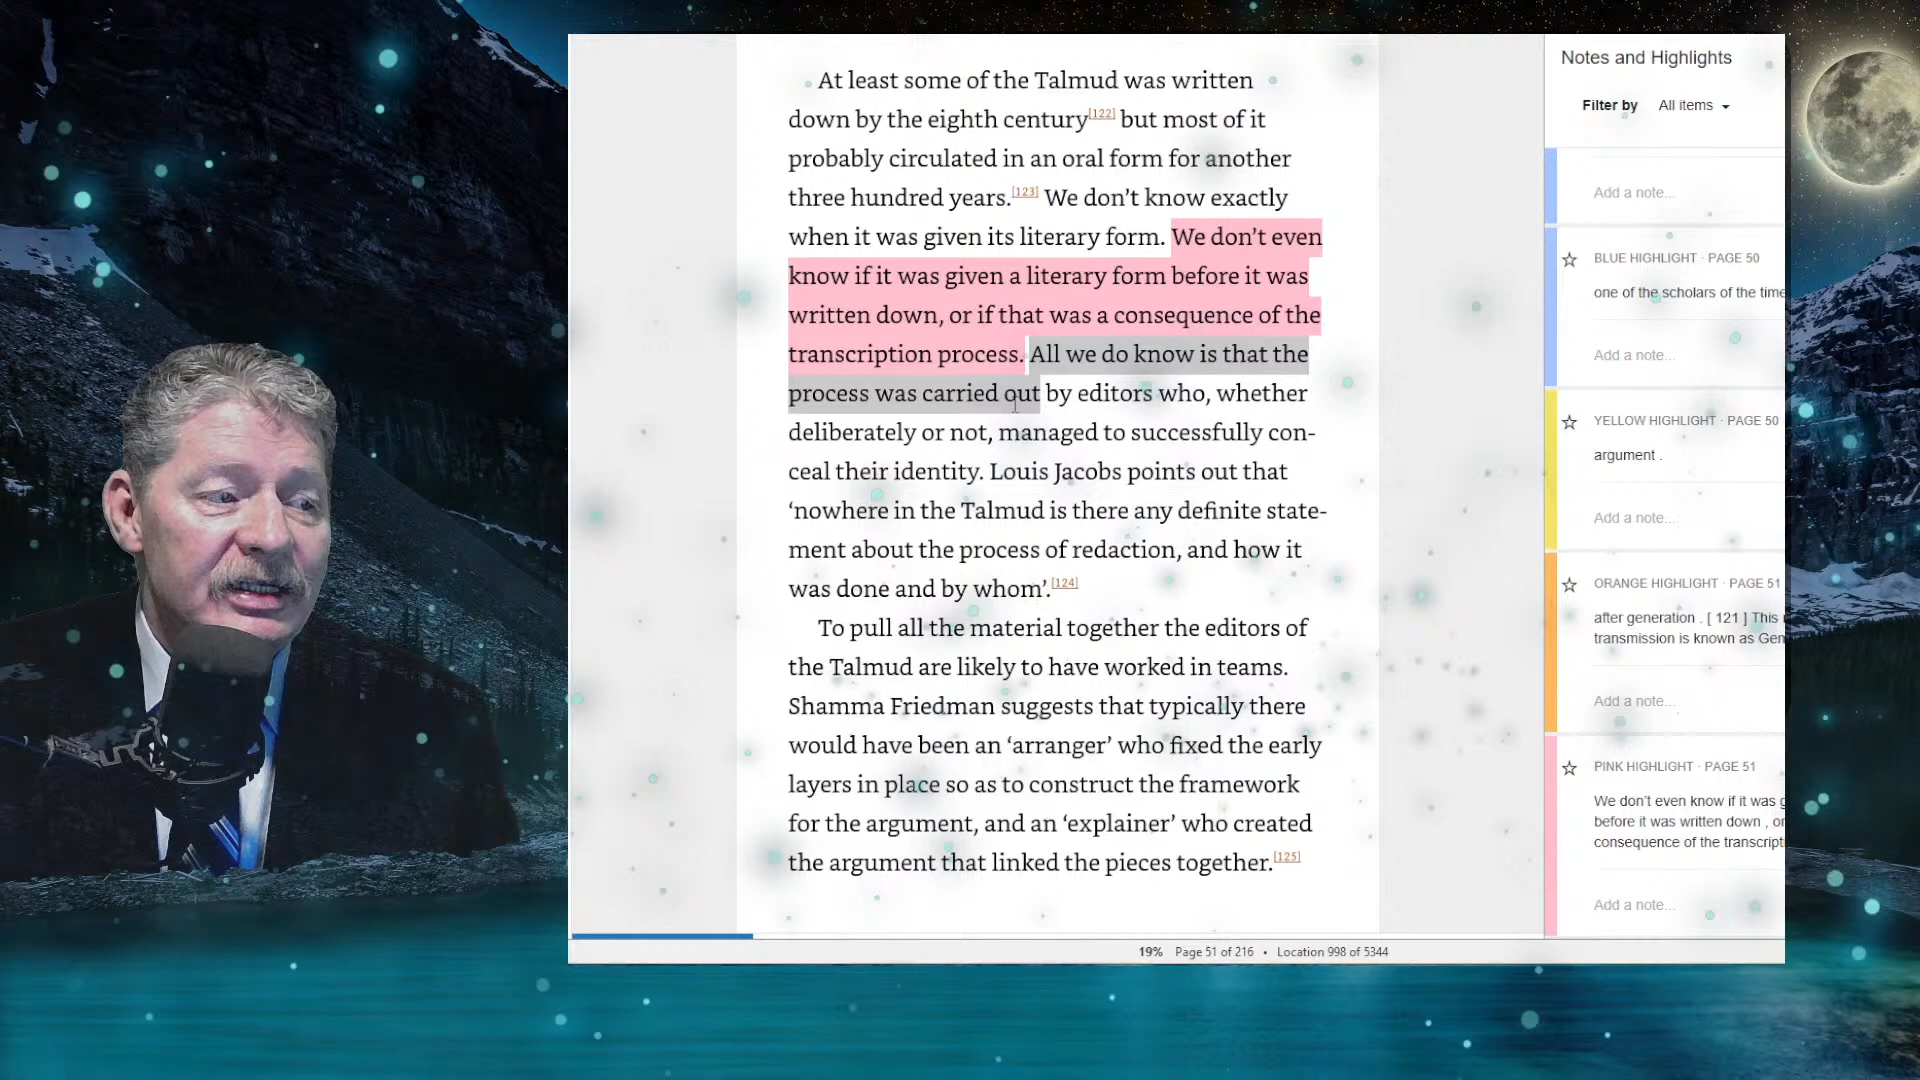 At least some of the Talmud was written
down by the eighth century[122] but most of it
probably circulated in an oral form for another
three hundred years.[123] We don’t know exactly
when it was given its literary form. We don’t even
know if it was given a literary form before it was
written down, or if that was a consequence of the
transcription process. All we do know is that the
process was carried out by editors who, whether
deliberately or not, managed to successfully con-
ceal their identity. Louis Jacobs points out that
‘nowhere in the Talmud is there any definite state-
ment about the process of redaction, and how it
was done and by whom’.[124]
To pull all the material together the editors of
the Talmud are likely to have worked in teams.
Shamma Friedman suggests that typically there
would have been an ‘arranger’ who fixed the early
layers in place so as to construct the framework
for the argument, and an ‘explainer’ who created
the argument that linked the pieces together.[125]
19% Page 51 of 216 • Location 998 of 5344
Notes and Highlights
Filter by All items
Add a note...
BLUE HIGHLIGHT · PAGE 50
one of the scholars of the time
Add a note...
YELLOW HIGHLIGHT · PAGE 50
argument .
Add a note...
ORANGE HIGHLIGHT · PAGE 51
after generation . [ 121 ] This
transmission is known as Gen
Add a note...
PINK HIGHLIGHT · PAGE 51
We don’t even know if it was g
before it was written down , or
consequence of the transcript
Add a note...